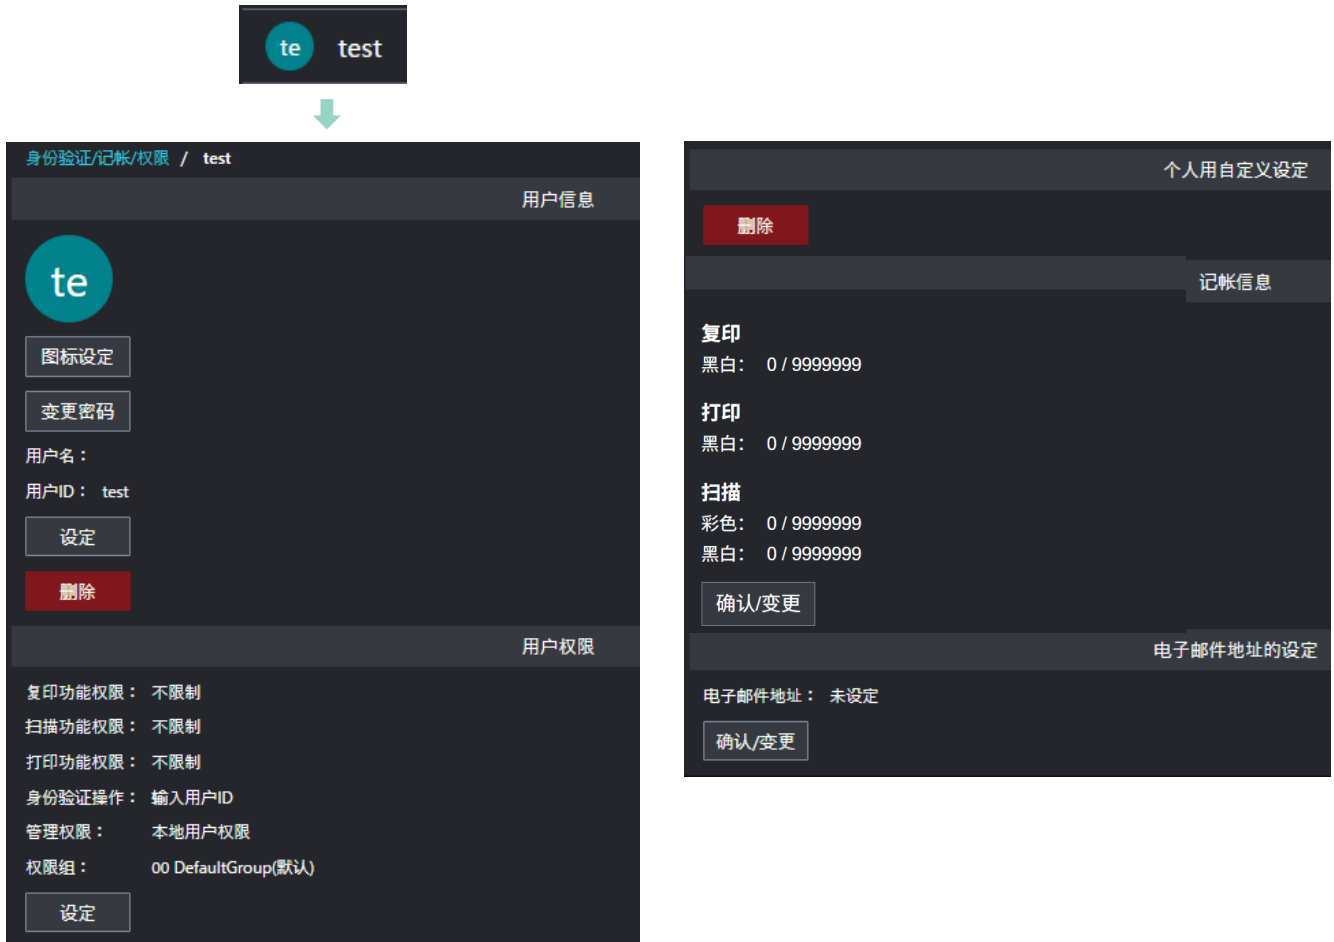 te test
身份验证/记帐/权限 / test
用户信息
te
图标设定
变更密码
用户名：
用户ID： test
设定
删除
用户权限
复印功能权限： 不限制
扫描功能权限： 不限制
打印功能权限： 不限制
身份验证操作： 输入用户ID
管理权限： 本地用户权限
权限组： 00 DefaultGroup(默认)
设定
个人用自定义设定
删除
记帐信息
复印
黑白： 0 / 9999999
打印
黑白： 0 / 9999999
扫描
彩色： 0 / 9999999
黑白： 0 / 9999999
确认/变更
电子邮件地址的设定
电子邮件地址： 未设定
确认/变更